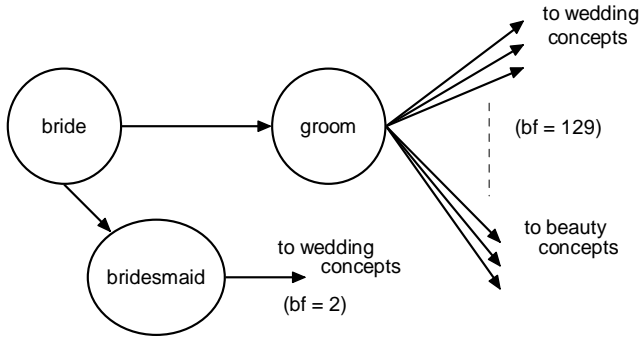 to wedding
concepts
bride
groom
(bf = 129)
to beauty
concepts
bridesmaid
to wedding
concepts
(bf = 2)